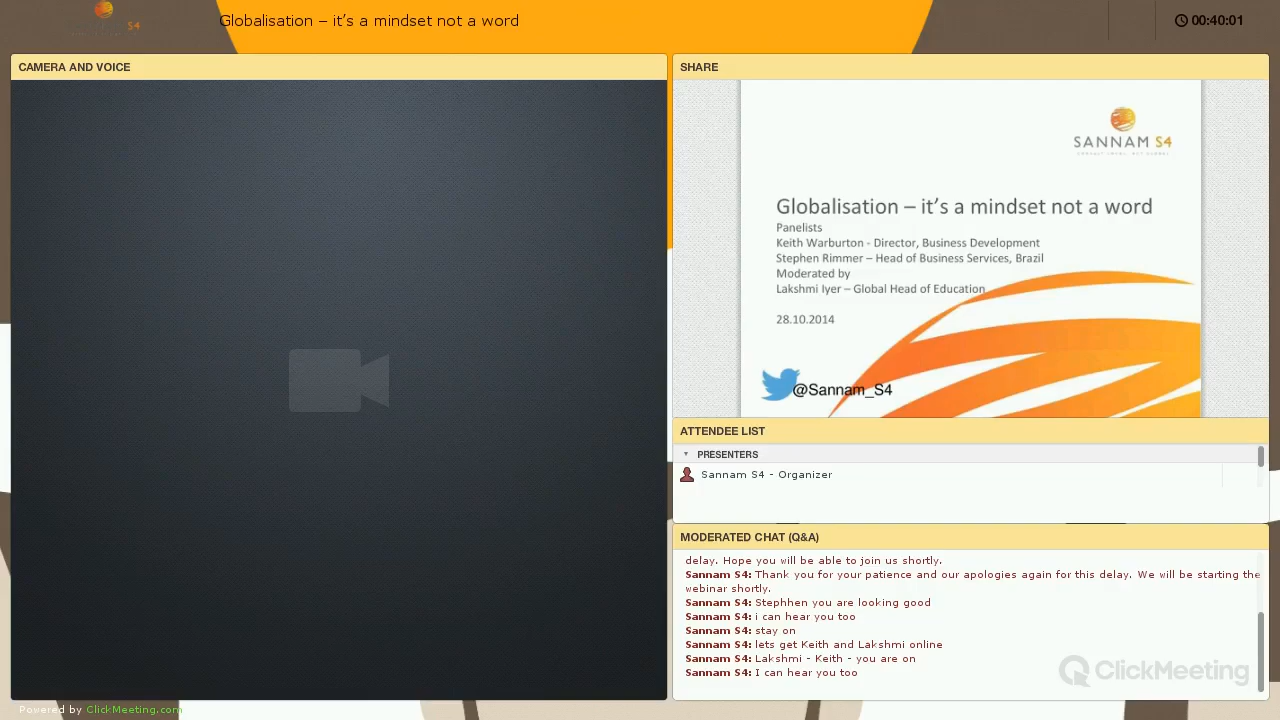 S4
Globalisation – it's a mindset not a word
00:40:01
CAMERA AND VOICE
SHARE
SANNAM S4
Globalisation – it's a mindset not a word
Panelists
Keith Warburton - Director, Business Development
Stephen Rimmer – Head of Business Services, Brazil
Moderated by
Lakshmi Iyer – Global Head of Education
28.10.2014
@Sannam_S4
ATTENDEE LIST
PRESENTERS
Sannam S4 - Organizer
MODERATED CHAT (Q&A)
delay. Hope you will be able to join us shortly.
Sannam S4: Thank you for your patience and our apologies again for this delay. We will be starting the
webinar shortly.
Sannam S4: Stephhen you are looking good
Sannam S4: i can hear you too
Sannam S4: stay on
Sannam S4: lets get Keith and Lakshmi online
Sannam S4: Lakshmi - Keith - you are on
Sannam S4: I can hear you too
ClickMeeting
Powered by ClickMeeting.com